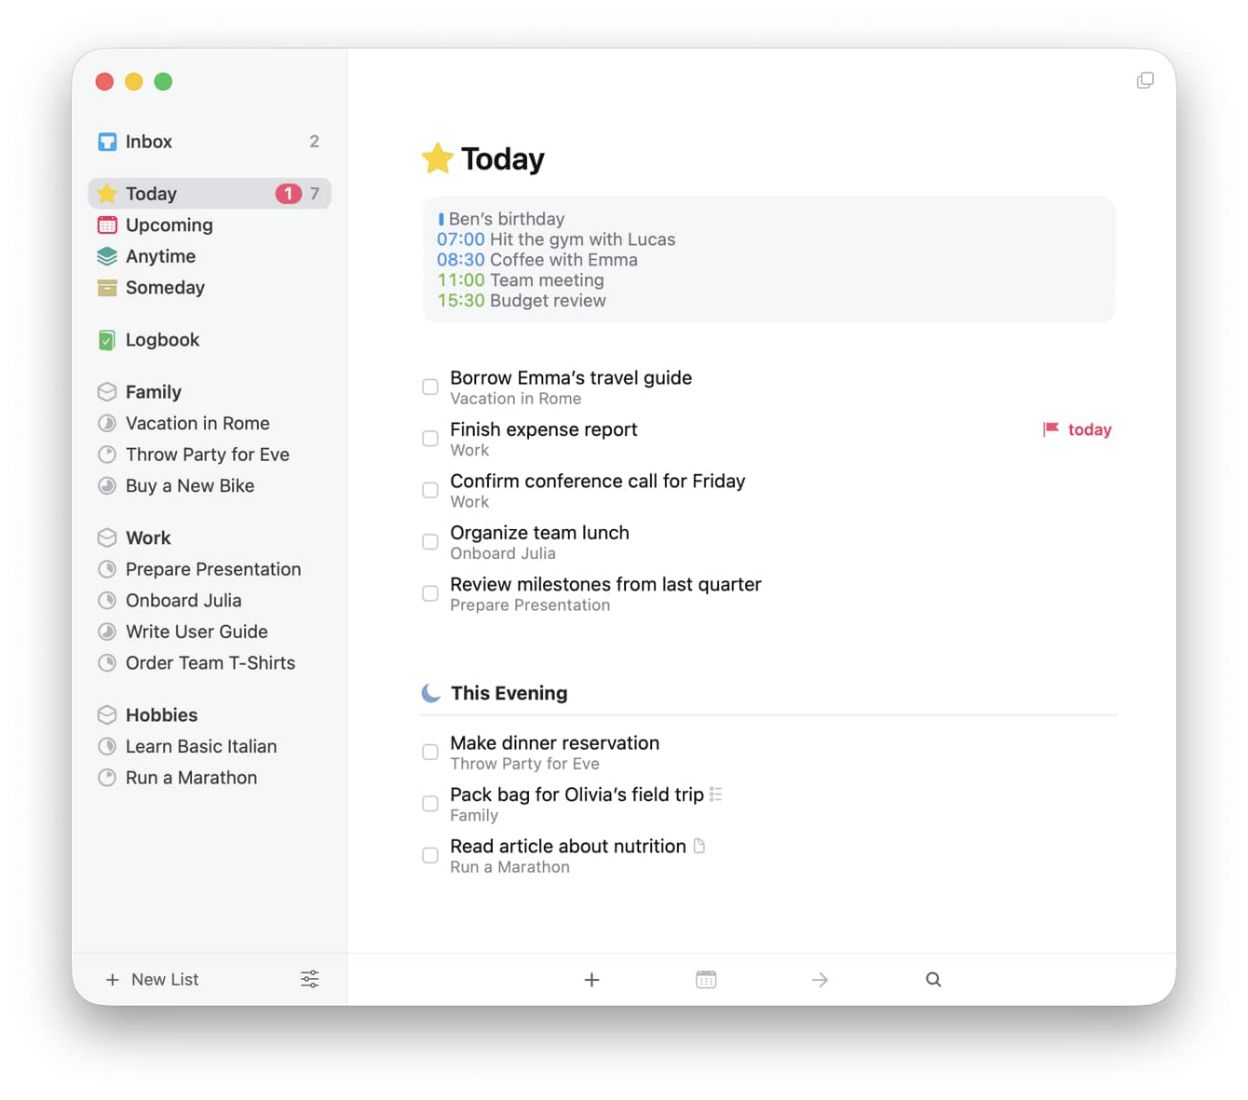 Inbox 2
Today 1 7
Upcoming
Anytime
Someday
Logbook
Family
Vacation in Rome
Throw Party for Eve
Buy a New Bike
Work
Prepare Presentation
Onboard Julia
Write User Guide
Order Team T-Shirts
Hobbies
Learn Basic Italian
Run a Marathon
New List
Today
Ben’s birthday
07:00 Hit the gym with Lucas
08:30 Coffee with Emma
11:00 Team meeting
15:30 Budget review
Borrow Emma’s travel guide
Vacation in Rome
Finish expense report today
Work
Confirm conference call for Friday
Work
Organize team lunch
Onboard Julia
Review milestones from last quarter
Prepare Presentation
This Evening
Make dinner reservation
Throw Party for Eve
Pack bag for Olivia’s field trip
Family
Read article about nutrition
Run a Marathon